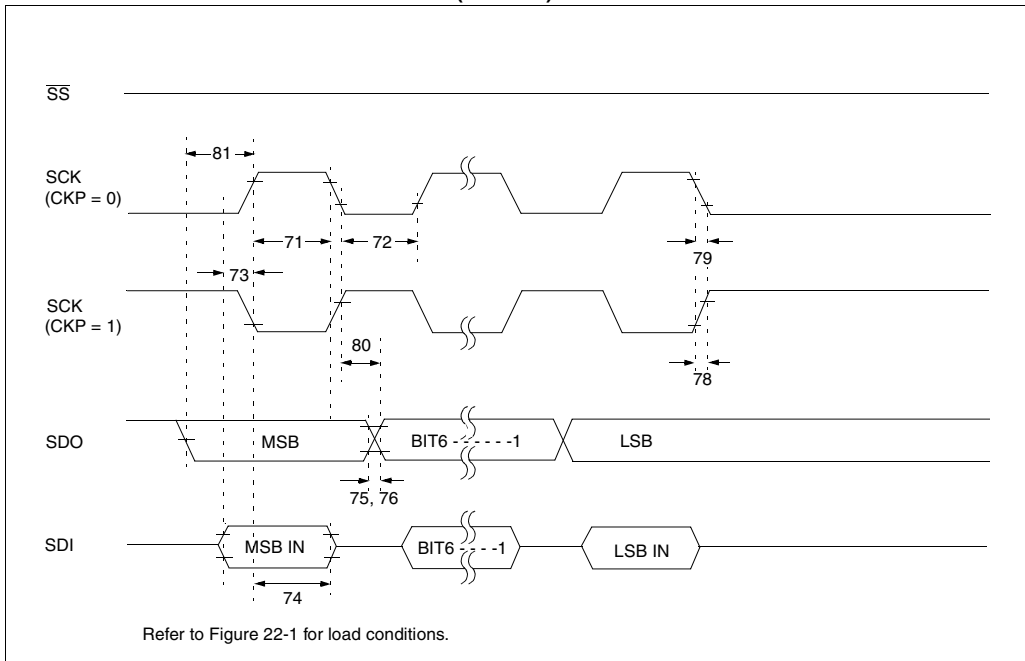 SS
81
SCK
(CKP = 0)
71
72
79
73
SCK
(CKP = 1)
80
78
SDO
MSB
BIT6 - - - - - - -1
LSB
75, 76
SDI
MSB IN
BIT6 - - - -1
LSB IN
74
Refer to Figure 22-1 for load conditions.